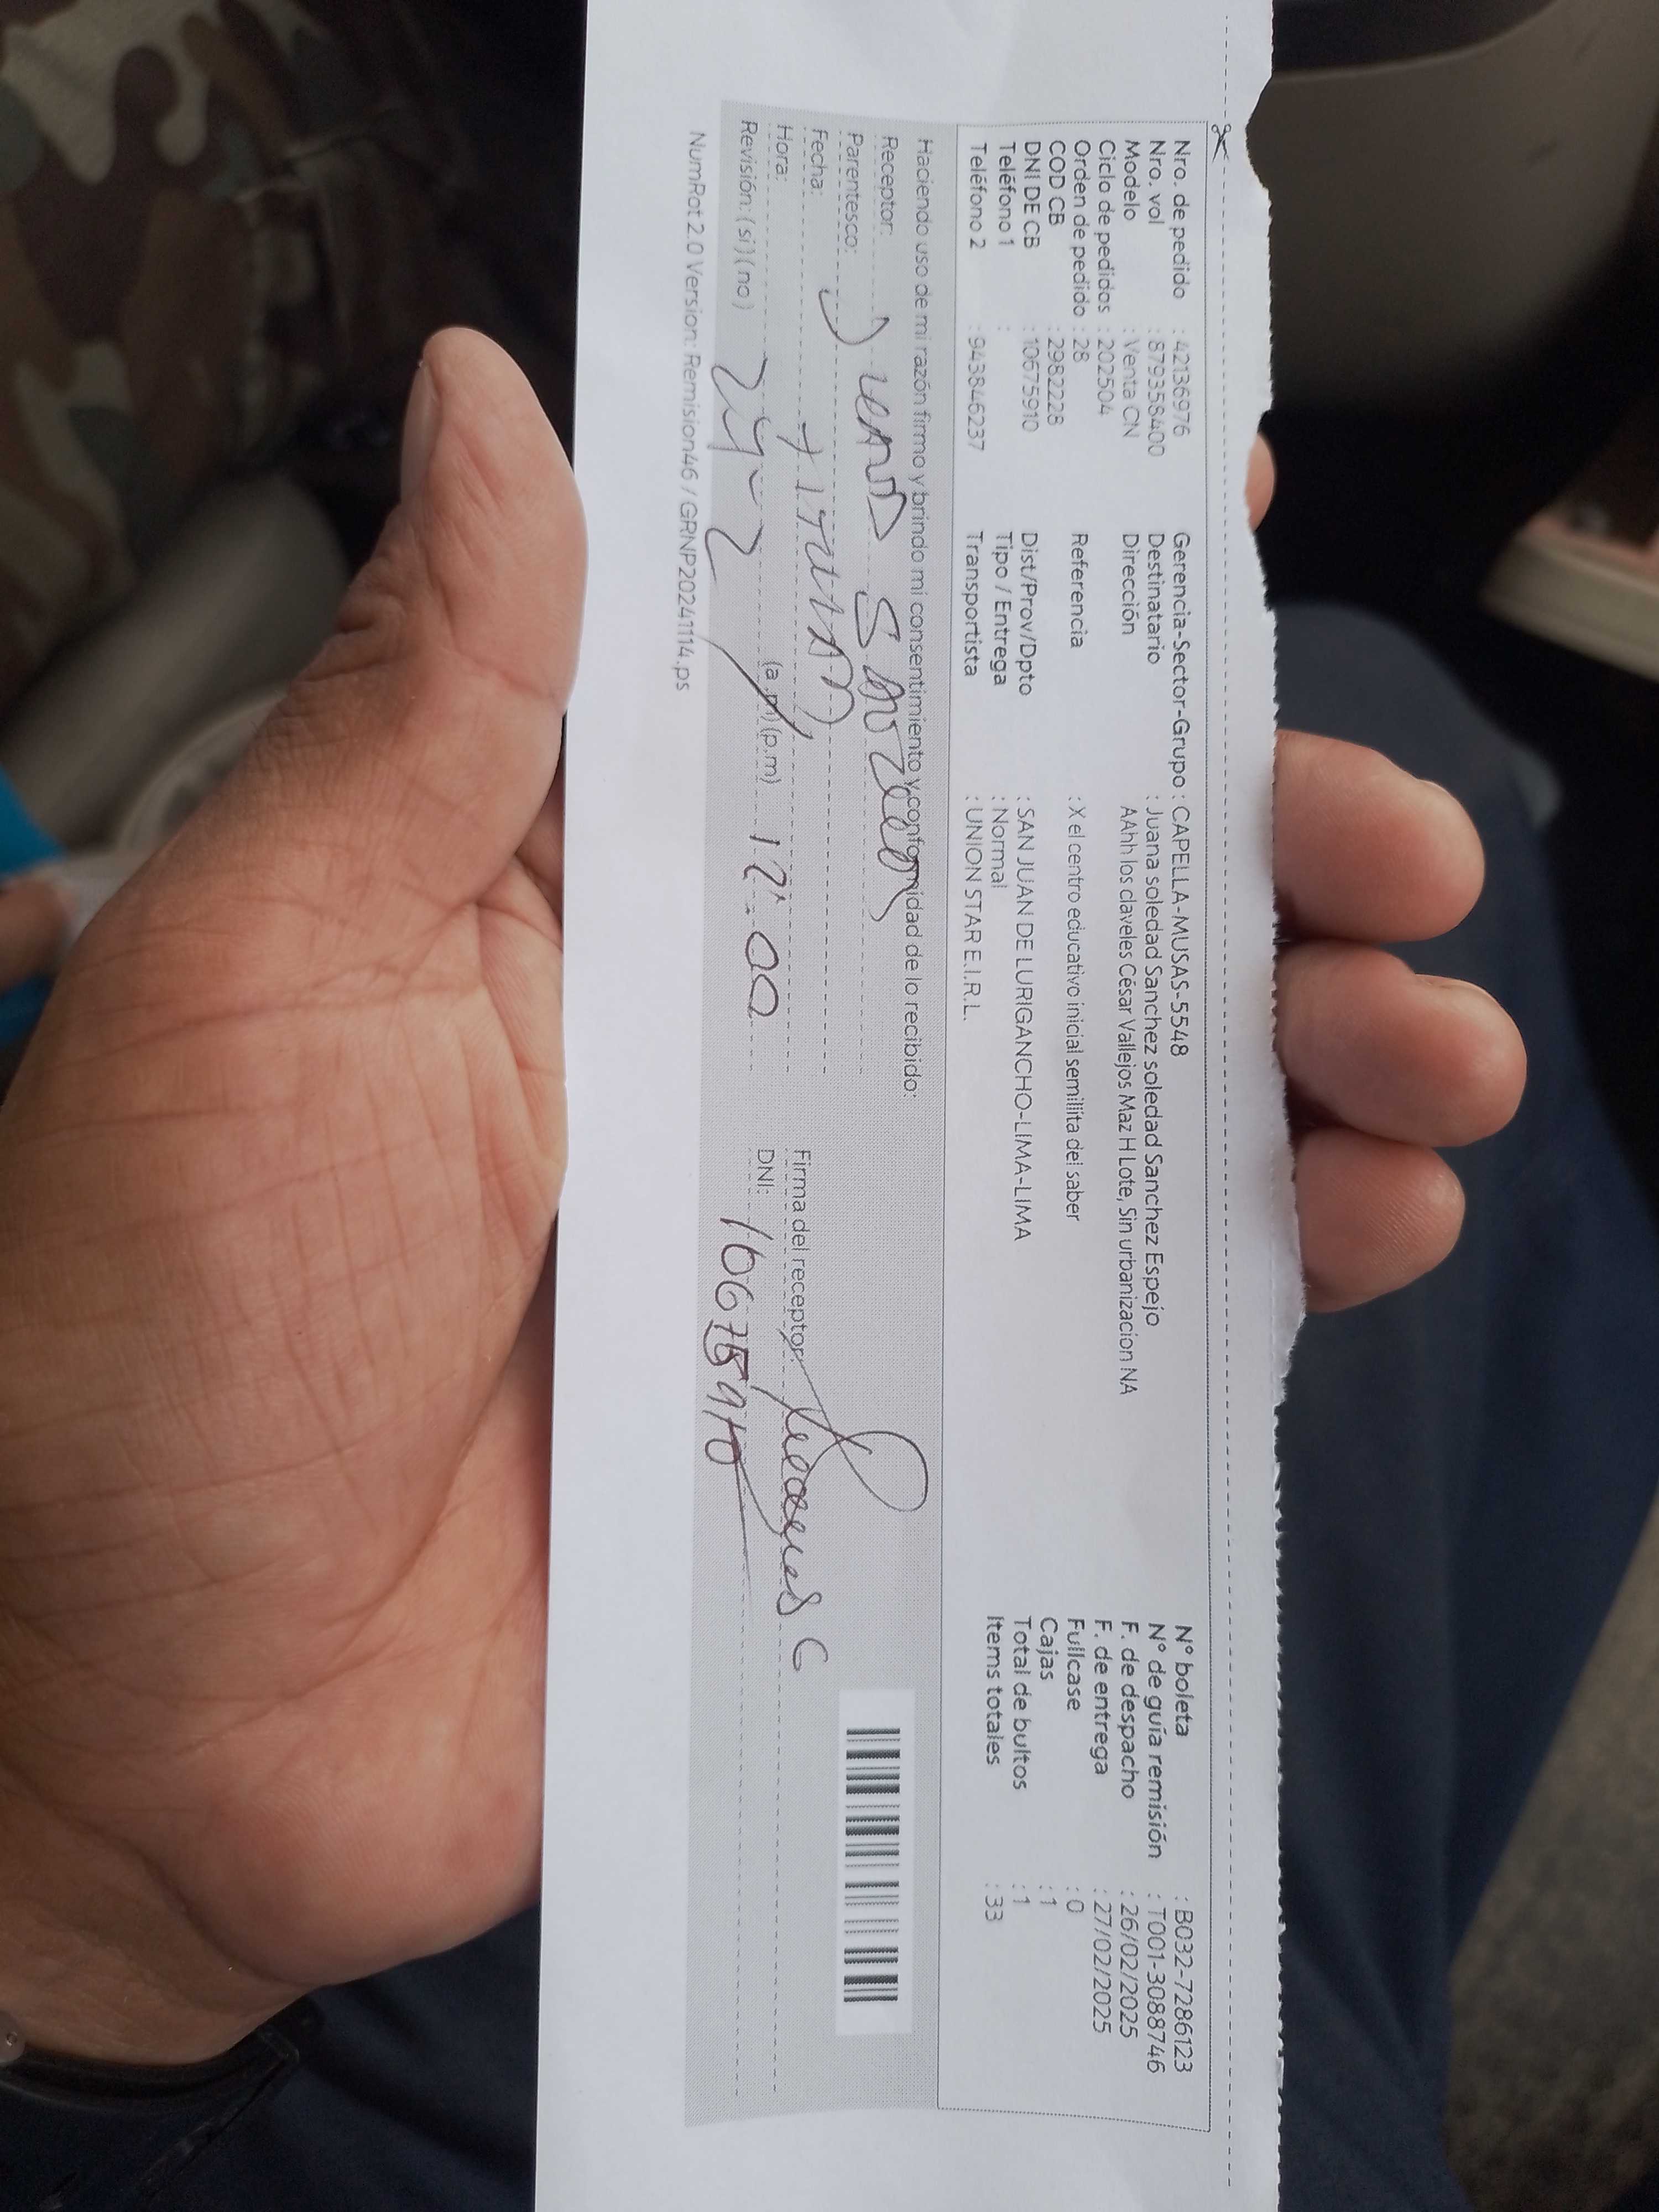 Nro. de pedido : 42136976 Gerencia-Sector-Grupo : CAPELLA-MUSAS-5548 N° boleta : B032-7286123
Nro. vol : 879358400 Destinatario : Juana soledad Sanchez soledad Sanchez Espejo N° de guía remisión : T001-3088746
Modelo : Venta CN Dirección AAhh los claveles César Vallejos Maz H Lote, Sin urbanizacion NA F. de despacho : 26/02/2025
Ciclo de pedidos : 202504 F. de entrega : 27/02/2025
Orden de pedido : 28 Referencia : X el centro educativo inicial semillita del saber Fullcase : 0
COD CB : 2982228 Cajas : 1
DNI DE CB : 10675910 Dist/Prov/Dpto : SAN JUAN DE LURIGANCHO-LIMA-LIMA Total de bultos : 1
Teléfono 1 : Tipo / Entrega : Normal Items totales : 33
Teléfono 2 : 943846237 Transportista : UNION STAR E.I.R.L.
Haciendo uso de mi razón firmo y brindo mi consentimiento y conformidad de lo recibido:
Receptor: Juana
Parentesco:
Fecha:
Hora: (a.m) (p.m) 12:00 Firma del receptor:
Revisión: (si) (no) DNI: 10675910
NumRot 2.0 Version: Remision46 / GRNP20241114.ps